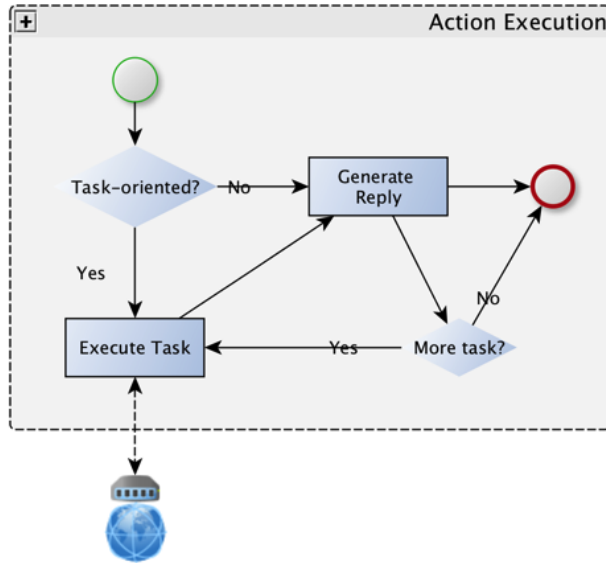 +
Action Execution
Task-oriented?
No
Generate
Reply
Yes
No
Execute Task
Yes
More task?